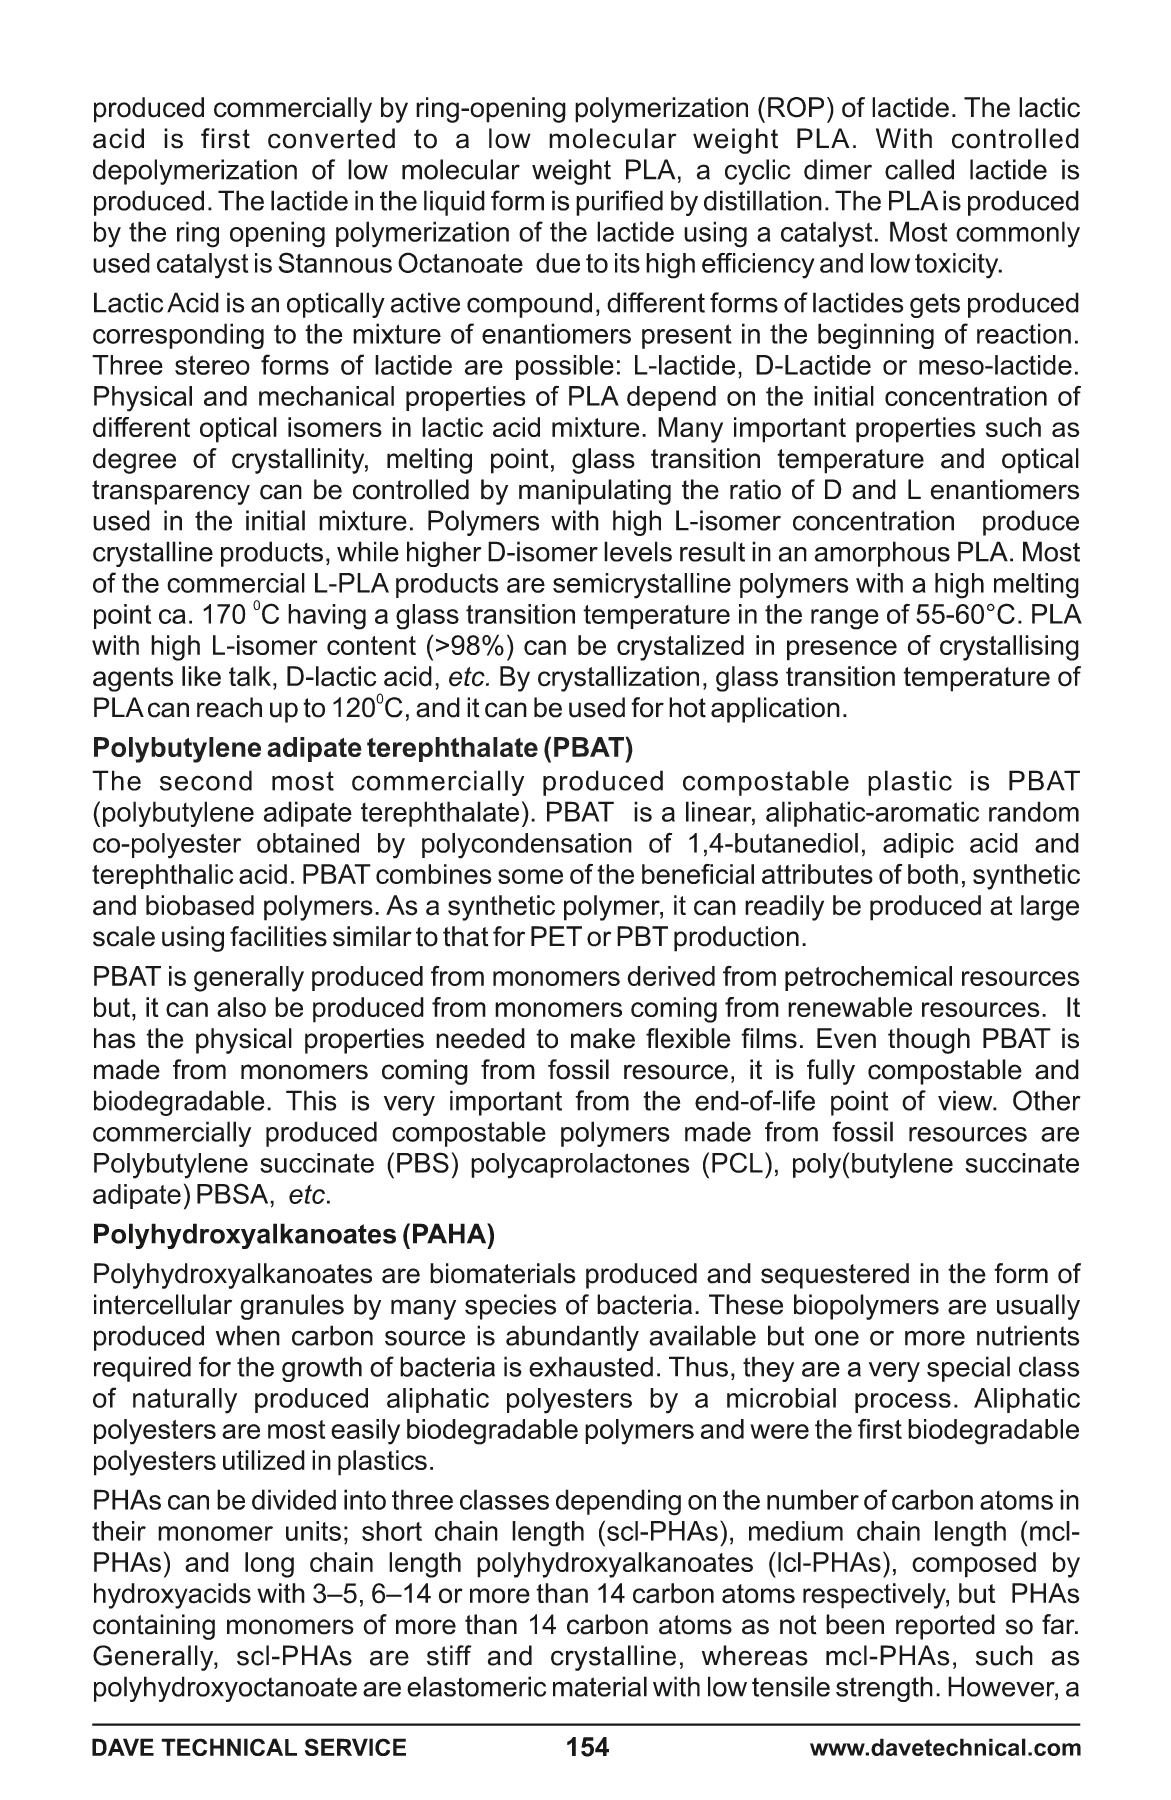 produced commercially by ring-opening polymerization (ROP) of lactide. The lactic
acid is first converted to a low molecular weight PLA. With controlled
depolymerization of low molecular weight PLA, a cyclic dimer called lactide is
produced. The lactide in the liquid form is purified by distillation. The PLA is produced
by the ring opening polymerization of the lactide using a catalyst. Most commonly
used catalyst is Stannous Octanoate due to its high efficiency and low toxicity.
Lactic Acid is an optically active compound, different forms of lactides gets produced
corresponding to the mixture of enantiomers present in the beginning of reaction.
Three stereo forms of lactide are possible: L-lactide, D-Lactide or meso-lactide.
Physical and mechanical properties of PLA depend on the initial concentration of
different optical isomers in lactic acid mixture. Many important properties such as
degree of crystallinity, melting point, glass transition temperature and optical
transparency can be controlled by manipulating the ratio of D and L enantiomers
used in the initial mixture. Polymers with high L-isomer concentration produce
crystalline products, while higher D-isomer levels result in an amorphous PLA. Most
of the commercial L-PLA products are semicrystalline polymers with a high melting
point ca. 170 ⁰C having a glass transition temperature in the range of 55-60°C. PLA
with high L-isomer content (>98%) can be crystalized in presence of crystallising
agents like talk, D-lactic acid, etc. By crystallization, glass transition temperature of
PLA can reach up to 120⁰C, and it can be used for hot application.
Polybutylene adipate terephthalate (PBAT)
The second most commercially produced compostable plastic is PBAT
(polybutylene adipate terephthalate). PBAT is a linear, aliphatic-aromatic random
co-polyester obtained by polycondensation of 1,4-butanediol, adipic acid and
terephthalic acid. PBAT combines some of the beneficial attributes of both, synthetic
and biobased polymers. As a synthetic polymer, it can readily be produced at large
scale using facilities similar to that for PET or PBT production.
PBAT is generally produced from monomers derived from petrochemical resources
but, it can also be produced from monomers coming from renewable resources. It
has the physical properties needed to make flexible films. Even though PBAT is
made from monomers coming from fossil resource, it is fully compostable and
biodegradable. This is very important from the end-of-life point of view. Other
commercially produced compostable polymers made from fossil resources are
Polybutylene succinate (PBS) polycaprolactones (PCL), poly(butylene succinate
adipate) PBSA, etc.
Polyhydroxyalkanoates (PAHA)
Polyhydroxyalkanoates are biomaterials produced and sequestered in the form of
intercellular granules by many species of bacteria. These biopolymers are usually
produced when carbon source is abundantly available but one or more nutrients
required for the growth of bacteria is exhausted. Thus, they are a very special class
of naturally produced aliphatic polyesters by a microbial process. Aliphatic
polyesters are most easily biodegradable polymers and were the first biodegradable
polyesters utilized in plastics.
PHAs can be divided into three classes depending on the number of carbon atoms in
their monomer units; short chain length (scl-PHAs), medium chain length (mcl-
PHAs) and long chain length polyhydroxyalkanoates (lcl-PHAs), composed by
hydroxyacids with 3–5, 6–14 or more than 14 carbon atoms respectively, but PHAs
containing monomers of more than 14 carbon atoms as not been reported so far.
Generally, scl-PHAs are stiff and crystalline, whereas mcl-PHAs, such as
polyhydroxyoctanoate are elastomeric material with low tensile strength. However, a
DAVE TECHNICAL SERVICE 154 www.davetechnical.com